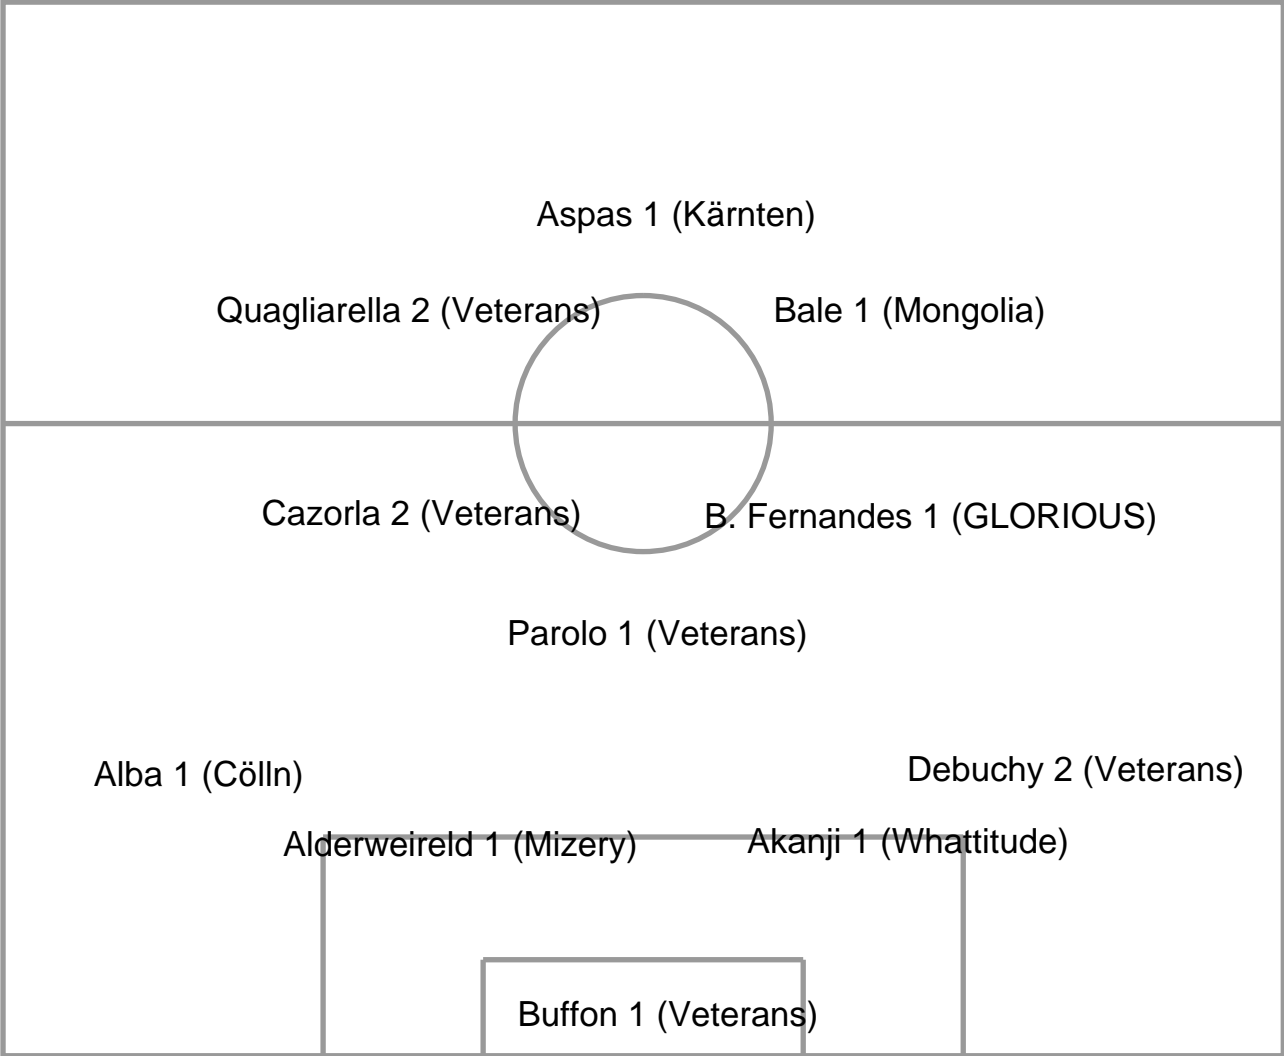 Aspas 1 (Kärnten)
Quagliarella 2 (Veterans)
Bale 1 (Mongolia)
Cazorla 2 (Veterans)
B. Fernandes 1 (GLORIOUS)
Parolo 1 (Veterans)
Alba 1 (Cölln)
Debuchy 2 (Veterans)
Alderweireld 1 (Mizery)
Akanji 1 (Whattitude)
Buffon 1 (Veterans)